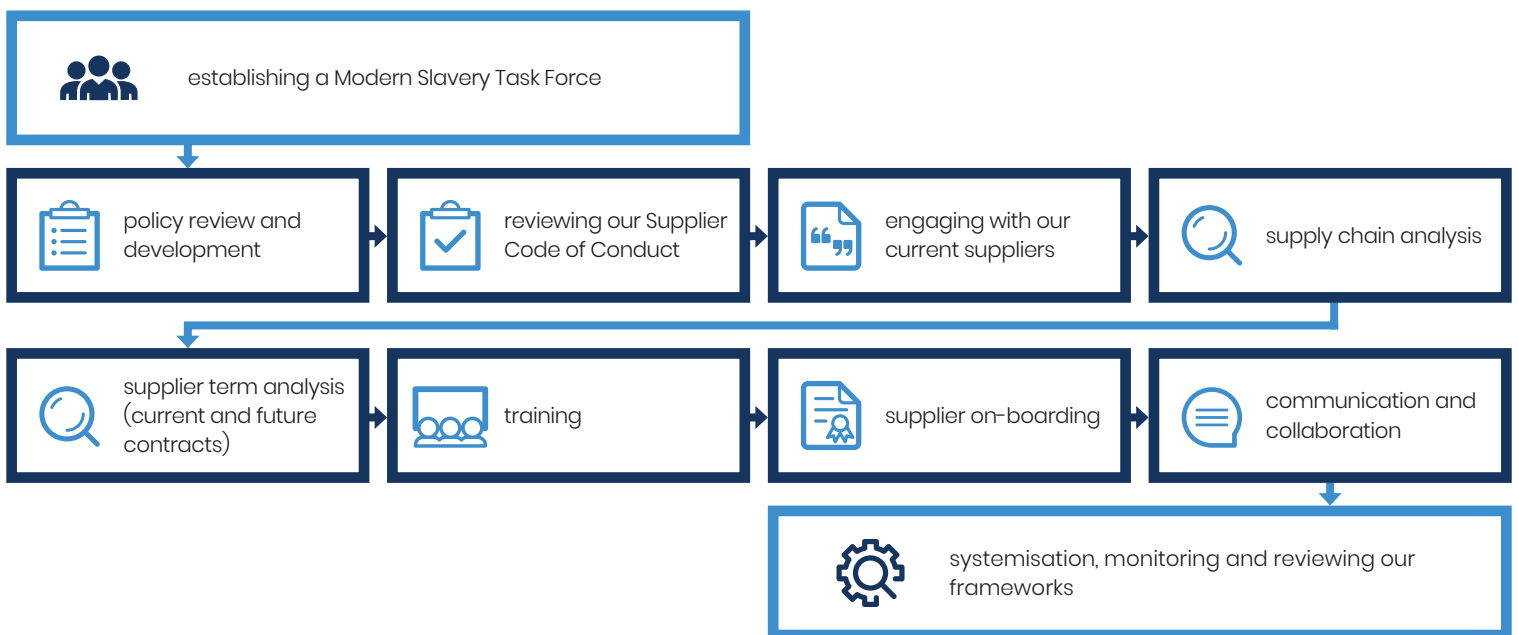 establishing a Modern Slavery Task Force
policy review and
development
reviewing our Supplier
Code of Conduct
engaging with our
current suppliers
supply chain analysis
supplier term analysis
(current and future
contracts)
training
supplier on-boarding
communication and
collaboration
systemisation, monitoring and reviewing our
frameworks